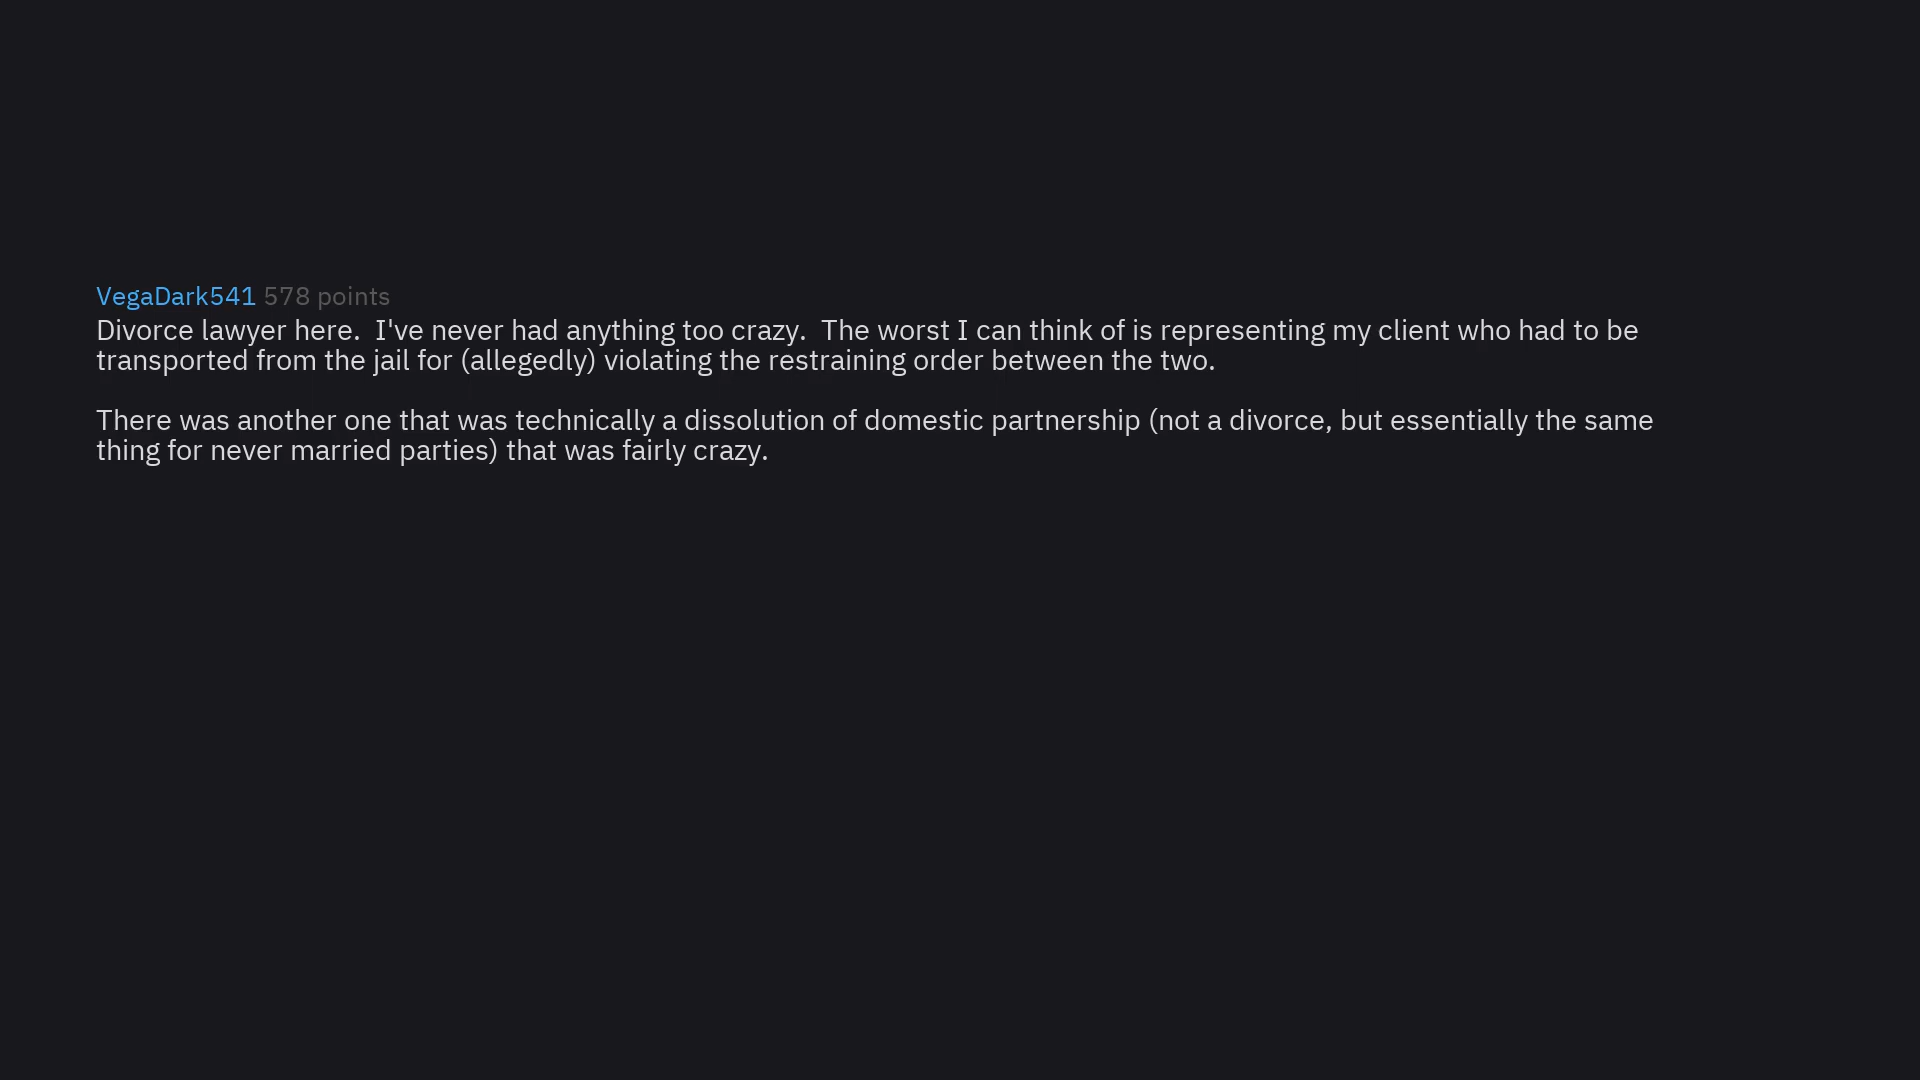 VegaDark541 578 points
Divorce lawyer here.  I've never had anything too crazy.  The worst I can think of is representing my client who had to be
transported from the jail for (allegedly) violating the restraining order between the two.
There was another one that was technically a dissolution of domestic partnership (not a divorce, but essentially the same
thing for never married parties) that was fairly crazy.